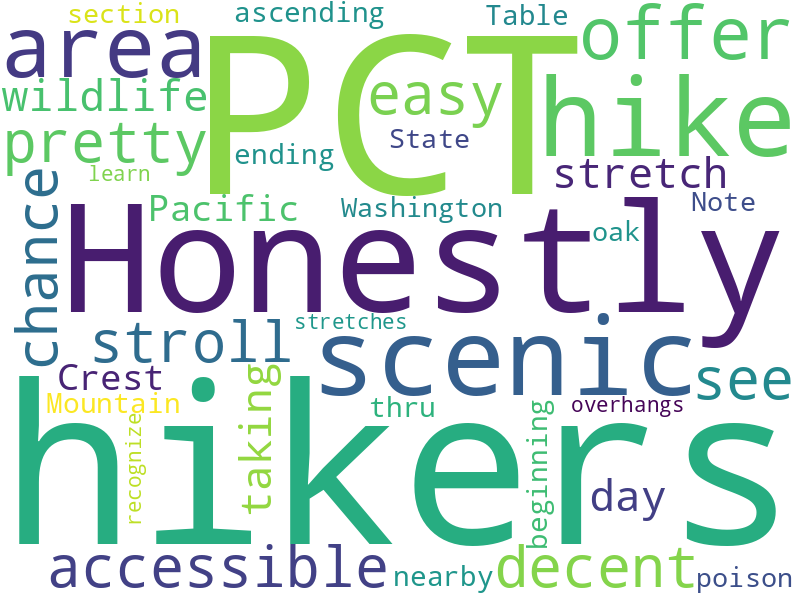 section
ascending
Table
area
PCT
offer
wildlife
easy
hike
pretty
State
ending
stretch
learn
chance
Pacific
Washington
Note
Honestly
oak
stroll
stretches
scenic
see
Crest
Mountain
taking
thru
overhangs
hikers
recognize
beginning
day
accessible
nearby
decent
poison